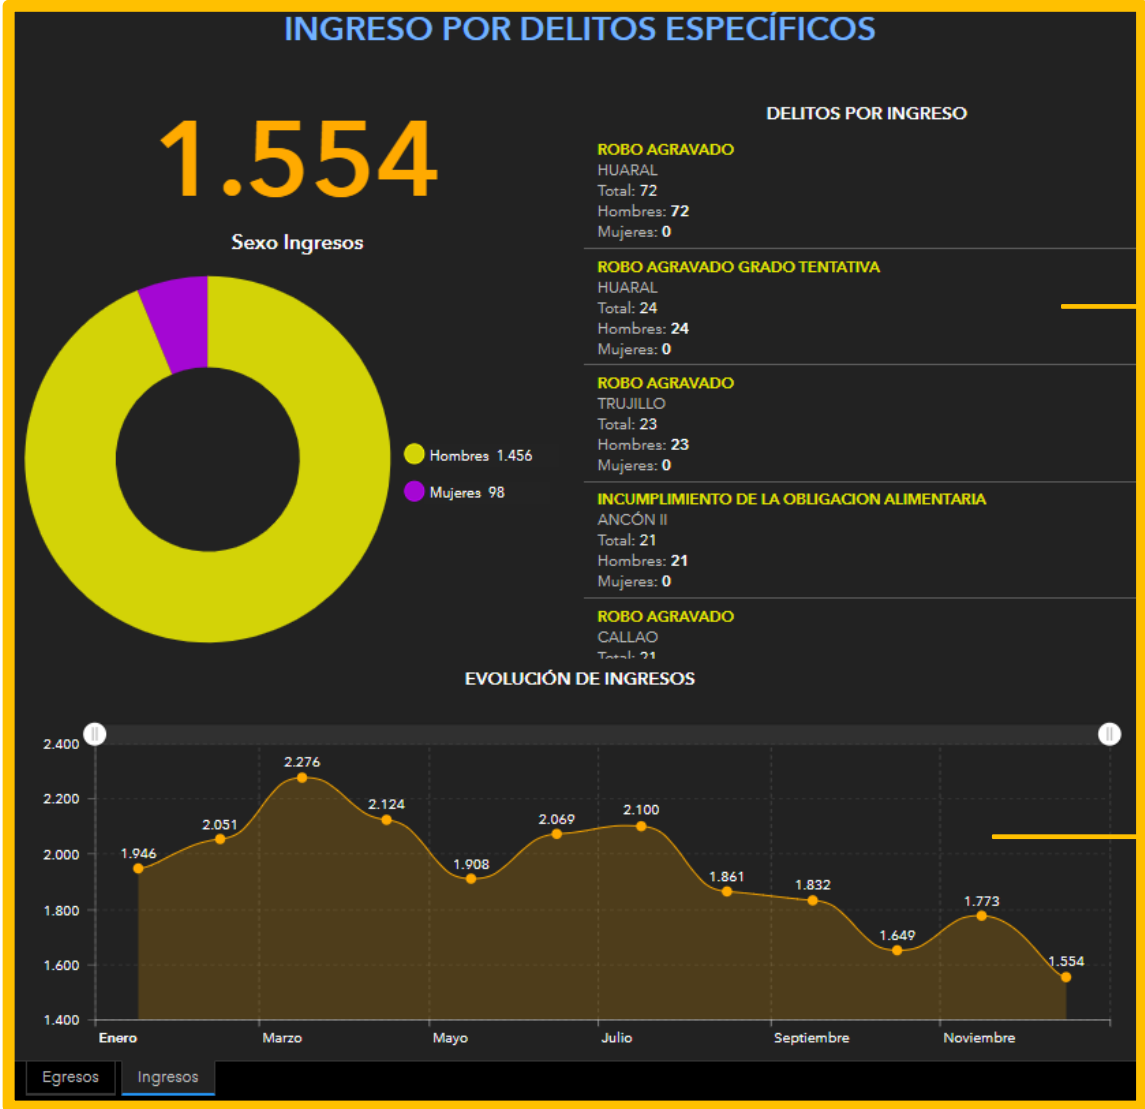 INGRESO POR DELITOS ESPECÍFICOS
1.554
Sexo Ingresos
Hombres 1.456
Mujeres 98
DELITOS POR INGRESO
ROBO AGRAVADO
HUARAL
Total: 72
Hombres: 72
Mujeres: 0
ROBO AGRAVADO GRADO TENTATIVA
HUARAL
Total: 24
Hombres: 24
Mujeres: 0
ROBO AGRAVADO
TRUJILLO
Total: 23
Hombres: 23
Mujeres: 0
INCUMPLIMIENTO DE LA OBLIGACION ALIMENTARIA
ANCÓN II
Total: 21
Hombres: 21
Mujeres: 0
ROBO AGRAVADO
CALLAO
Total: 21
EVOLUCIÓN DE INGRESOS
2.400
2.200
2.000
1.800
1.600
1.400
1.946
2.051
2.276
2.124
1.908
2.069
2.100
1.861
1.832
1.649
1.773
1.554
Enero Marzo Mayo Julio Septiembre Noviembre
Egresos Ingresos